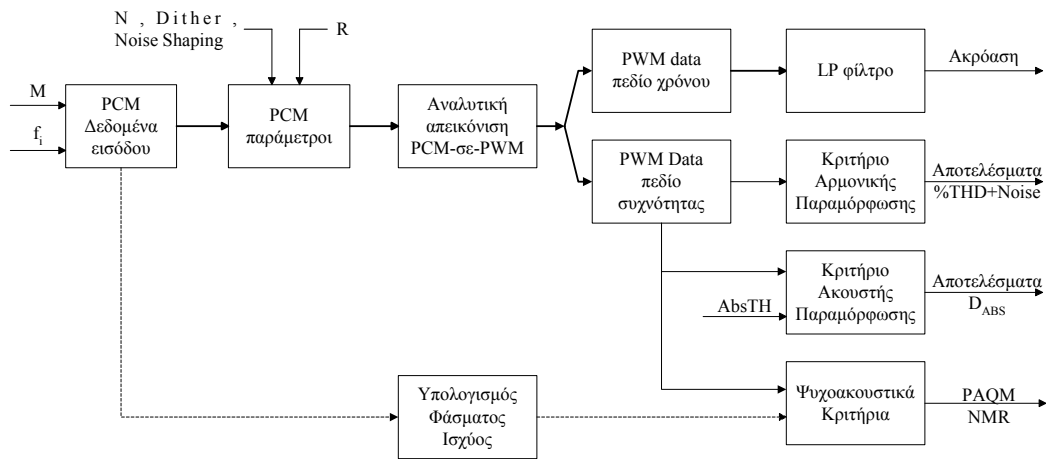 N , Dither ,
Noise Shaping
R
M
f_i
PCM
Δεδομένα
εισόδου
PCM
παράμετροι
Αναλυτική
απεικόνιση
PCM-σε-PWM
PWM data
πεδίο χρόνου
LP φίλτρο
Ακρόαση
PWM Data
πεδίο
συχνότητας
Κριτήριο
Αρμονικής
Παραμόρφωσης
Αποτελέσματα
%THD+Noise
AbsTH
Κριτήριο
Ακουστής
Παραμόρφωσης
Αποτελέσματα
D_ABS
Υπολογισμός
Φάσματος
Ισχύος
Ψυχοακουστικά
Κριτήρια
PAQM
NMR